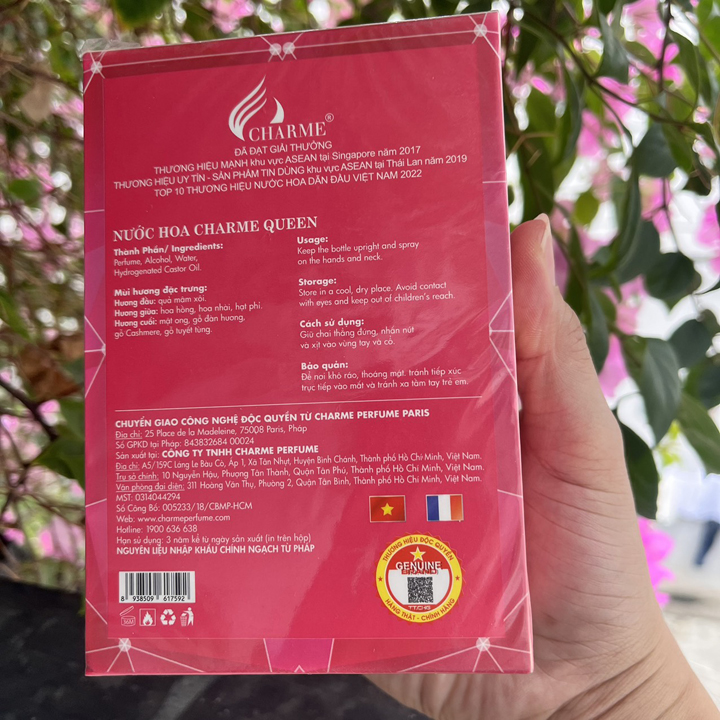 CHARME®
ĐÃ ĐẠT GIẢI THƯỞNG
THƯƠNG HIỆU MẠNH khu vực ASEAN tại Singapore năm 2017
THƯƠNG HIỆU UY TÍN - SẢN PHẨM TIN DÙNG khu vực ASEAN tại Thái Lan năm 2019
TOP 10 THƯƠNG HIỆU NƯỚC HOA DẪN ĐẦU VIỆT NAM 2022
NƯỚC HOA CHARME QUEEN
Thành Phần/ Ingredients:
Perfume, Alcohol, Water,
Hydrogenated Castor Oil.
Mùi hương đặc trưng:
Hương đầu: quả mâm xôi.
Hương giữa: hoa hồng, hoa nhài, hạt phỉ.
Hương cuối: mật ong, gỗ đàn hương,
gỗ Cashmere, gỗ tuyết tùng.
Usage:
Keep the bottle upright and spray
on the hands and neck.
Storage:
Store in a cool, dry place. Avoid contact
with eyes and keep out of children's reach.
Cách sử dụng:
Giữ chai thẳng đứng, nhấn nút
và xịt vào vùng tay và cổ.
Bảo quản:
Để nơi khô ráo, thoáng mát, tránh tiếp xúc
trực tiếp vào mắt và tránh xa tầm tay trẻ em.
CHUYỂN GIAO CÔNG NGHỆ ĐỘC QUYỀN TỪ CHARME PERFUME PARIS
Địa chỉ: 25 Place de la Madeleine, 75008 Paris, Pháp
Số GPKD tại Pháp: 843832684 00024
Sản xuất tại: CÔNG TY TNHH CHARME PERFUME
Địa chỉ: A5/159C Láng Le Bàu Cò, Ấp 1, Xã Tân Nhựt, Huyện Bình Chánh, Thành phố Hồ Chí Minh, Việt Nam.
Trụ sở chính: 10 Nguyễn Hậu, Phường Tân Thành, Quận Tân Phú, Thành phố Hồ Chí Minh, Việt Nam.
Văn phòng đại diện: 311 Hoàng Văn Thụ, Phường 2, Quận Tân Bình, Thành phố Hồ Chí Minh, Việt Nam.
MST: 0314044294
Số Công Bố: 005233/18/CBMP-HCM
Web: www.charmeperfume.com
Hotline: 1900 636 638
Hạn sử dụng: 3 năm kể từ ngày sản xuất (in trên hộp)
NGUYÊN LIỆU NHẬP KHẨU CHÍNH NGẠCH TỪ PHÁP
THƯƠNG HIỆU ĐỘC QUYỀN
GENUINE
BRAND
TT.CHG
HÀNG THẬT - CHÍNH HÃNG
8 938509 617592
36M